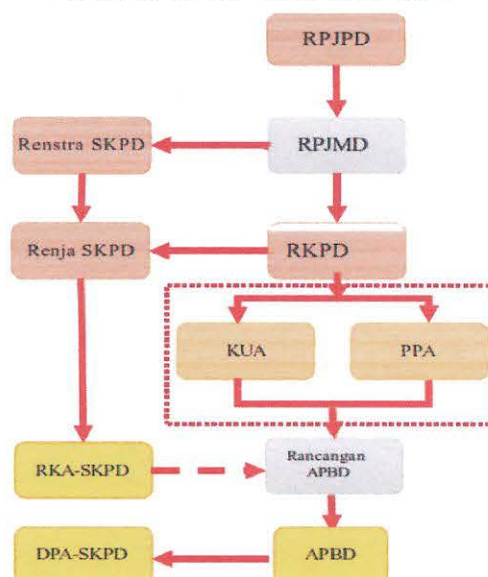 RPJPD
Renstra SKPD
RPJMD
Renja SKPD
RKPD
KUA
PPA
RKA-SKPD
Rancangan
APBD
DPA-SKPD
APBD